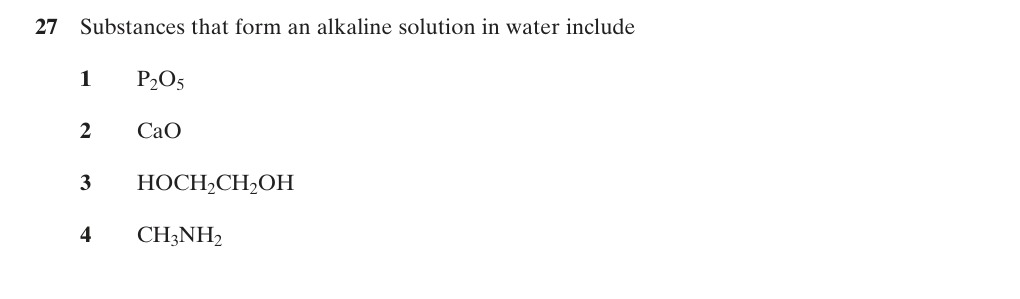 27 Substances that form an alkaline solution in water include
1 P₂O₅
2 CaO
3 HOCH₂CH₂OH
4 CH₃NH₂